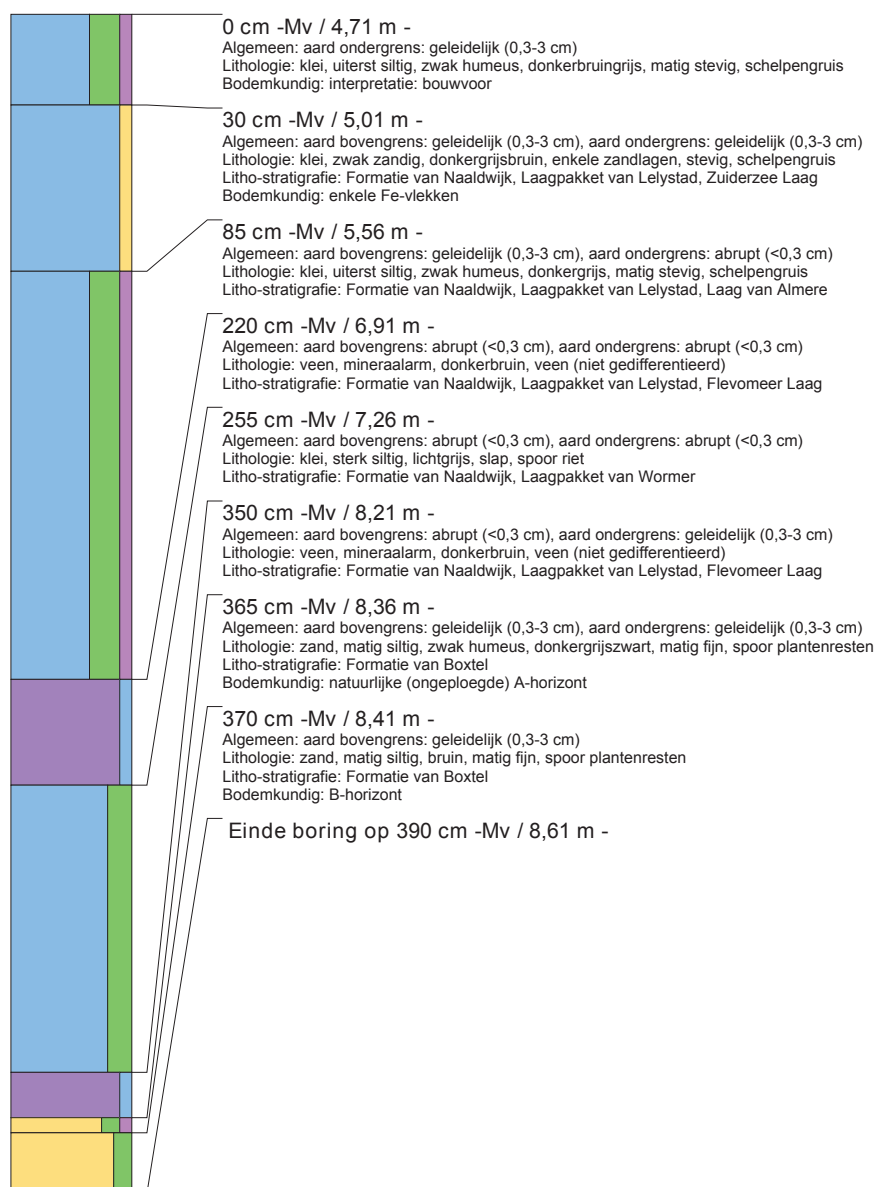 0 cm -Mv / 4,71 m -
Algemeen: aard ondergrens: geleidelijk (0,3-3 cm)
Lithologie: klei, uiterst siltig, zwak humeus, donkerbruingrijs, matig stevig, schelpengruis
Bodemkundig: interpretatie: bouwvoor
30 cm -Mv / 5,01 m -
Algemeen: aard bovengrens: geleidelijk (0,3-3 cm), aard ondergrens: geleidelijk (0,3-3 cm)
Lithologie: klei, zwak zandig, donkergrijsbruin, enkele zandlagen, stevig, schelpengruis
Litho-stratigrafie: Formatie van Naaldwijk, Laagpakket van Lelystad, Zuiderzee Laag
Bodemkundig: enkele Fe-vlekken
85 cm -Mv / 5,56 m -
Algemeen: aard bovengrens: geleidelijk (0,3-3 cm), aard ondergrens: abrupt (<0,3 cm)
Lithologie: klei, uiterst siltig, zwak humeus, donkergrijs, matig stevig, schelpengruis
Litho-stratigrafie: Formatie van Naaldwijk, Laagpakket van Lelystad, Laag van Almere
220 cm -Mv / 6,91 m -
Algemeen: aard bovengrens: abrupt (<0,3 cm), aard ondergrens: abrupt (<0,3 cm)
Lithologie: veen, mineraalarm, donkerbruin, veen (niet gedifferentieerd)
Litho-stratigrafie: Formatie van Naaldwijk, Laagpakket van Lelystad, Flevomeer Laag
255 cm -Mv / 7,26 m -
Algemeen: aard bovengrens: abrupt (<0,3 cm), aard ondergrens: abrupt (<0,3 cm)
Lithologie: klei, sterk siltig, lichtgrijs, slap, spoor riet
Litho-stratigrafie: Formatie van Naaldwijk, Laagpakket van Wormer
350 cm -Mv / 8,21 m -
Algemeen: aard bovengrens: abrupt (<0,3 cm), aard ondergrens: geleidelijk (0,3-3 cm)
Lithologie: veen, mineraalarm, donkerbruin, veen (niet gedifferentieerd)
Litho-stratigrafie: Formatie van Naaldwijk, Laagpakket van Lelystad, Flevomeer Laag
365 cm -Mv / 8,36 m -
Algemeen: aard bovengrens: geleidelijk (0,3-3 cm), aard ondergrens: geleidelijk (0,3-3 cm)
Lithologie: zand, matig siltig, zwak humeus, donkergrijszwart, matig fijn, spoor plantenresten
Litho-stratigrafie: Formatie van Boxtel
Bodemkundig: natuurlijke (ongeploegde) A-horizont
370 cm -Mv / 8,41 m -
Algemeen: aard bovengrens: geleidelijk (0,3-3 cm)
Lithologie: zand, matig siltig, bruin, matig fijn, spoor plantenresten
Litho-stratigrafie: Formatie van Boxtel
Bodemkundig: B-horizont
Einde boring op 390 cm -Mv / 8,61 m -